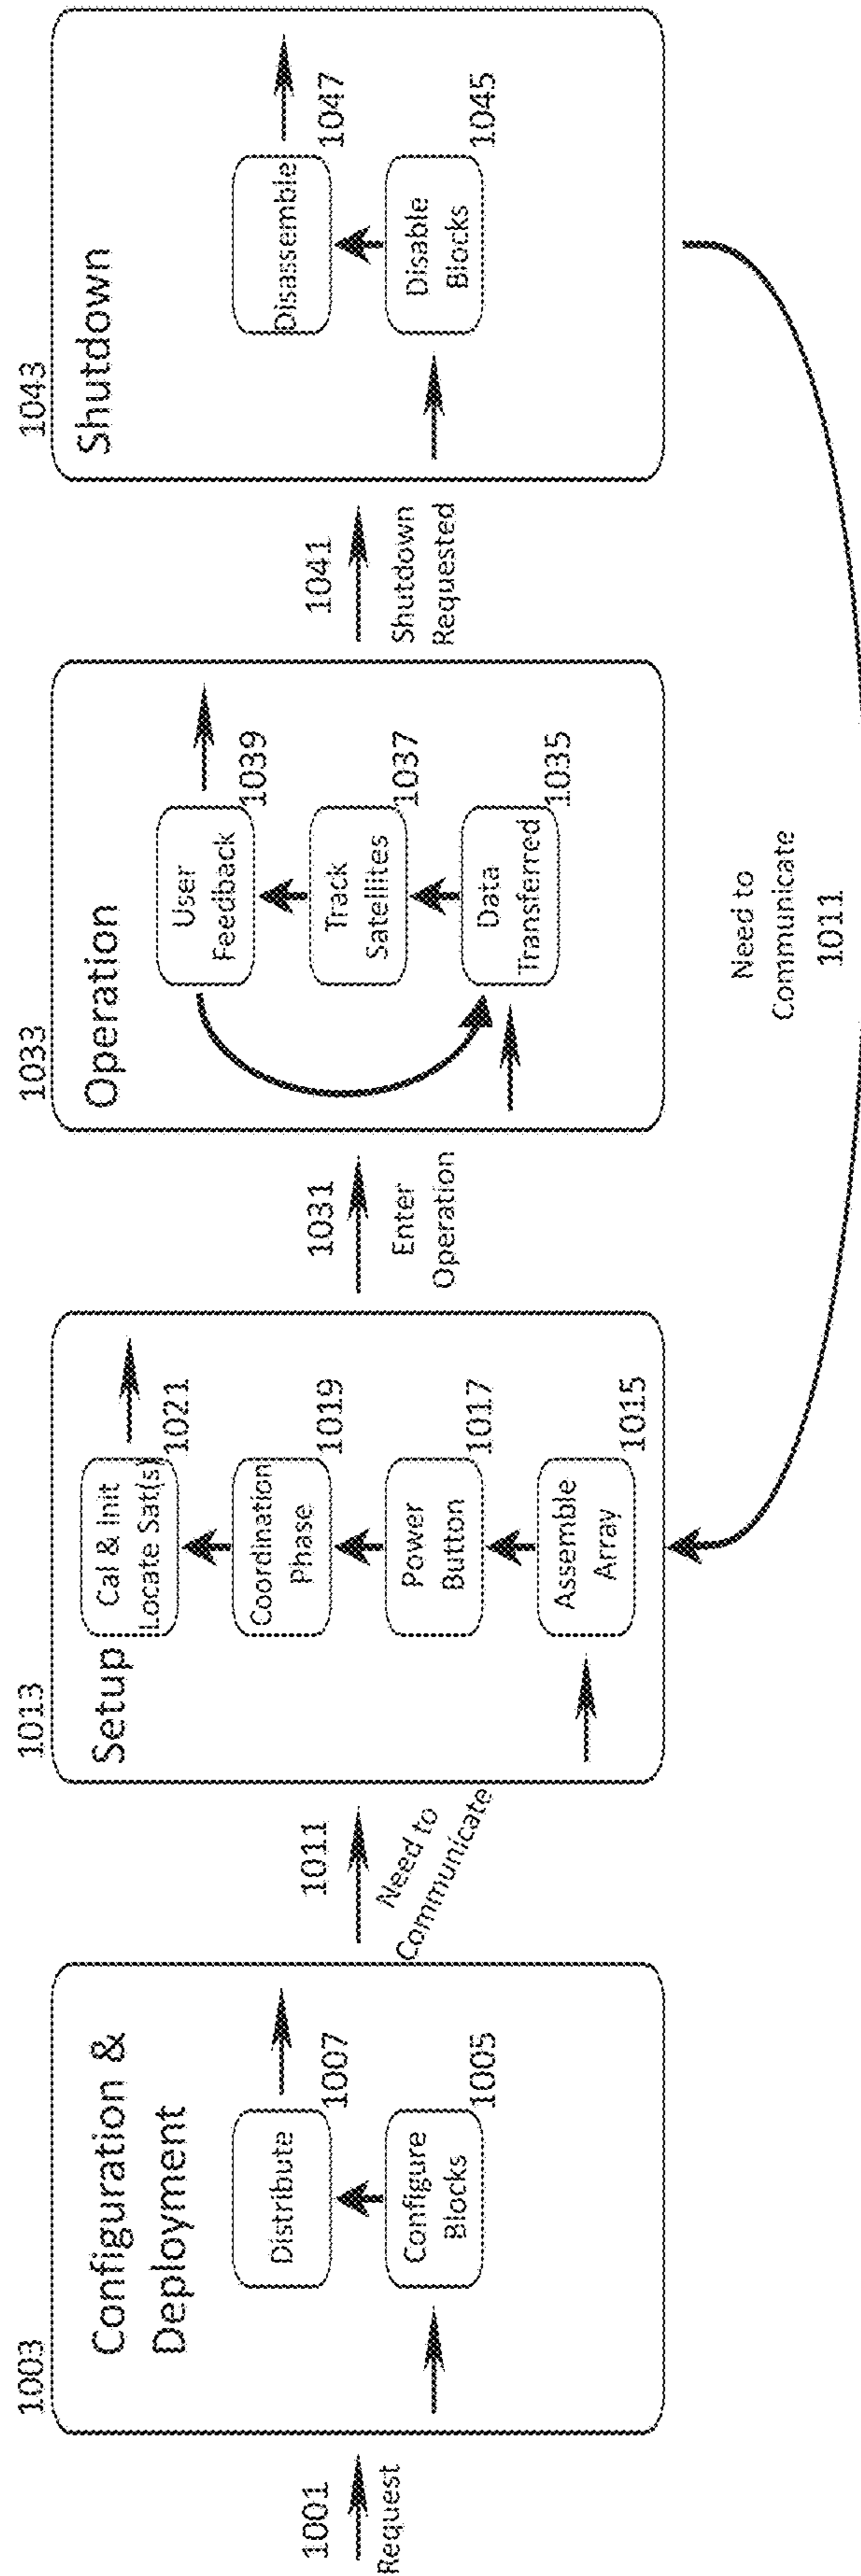 1001
Request
1003
Configuration &
Deployment
Distribute
1007
Configure
Blocks
1005
1011
Need to
Communicate
1013
Setup
Cal & Init
Locate Sat(s)
1021
Coordination
Phase
1019
Power
Button
1017
Assemble
Array
1015
1031
Enter
Operation
1033
Operation
User
Feedback
1039
Track
Satellites
1037
Data
Transferred
1035
1041
Shutdown
Requested
1043
Shutdown
Disassemble
1047
Disable
Blocks
1045
Need to
Communicate
1011